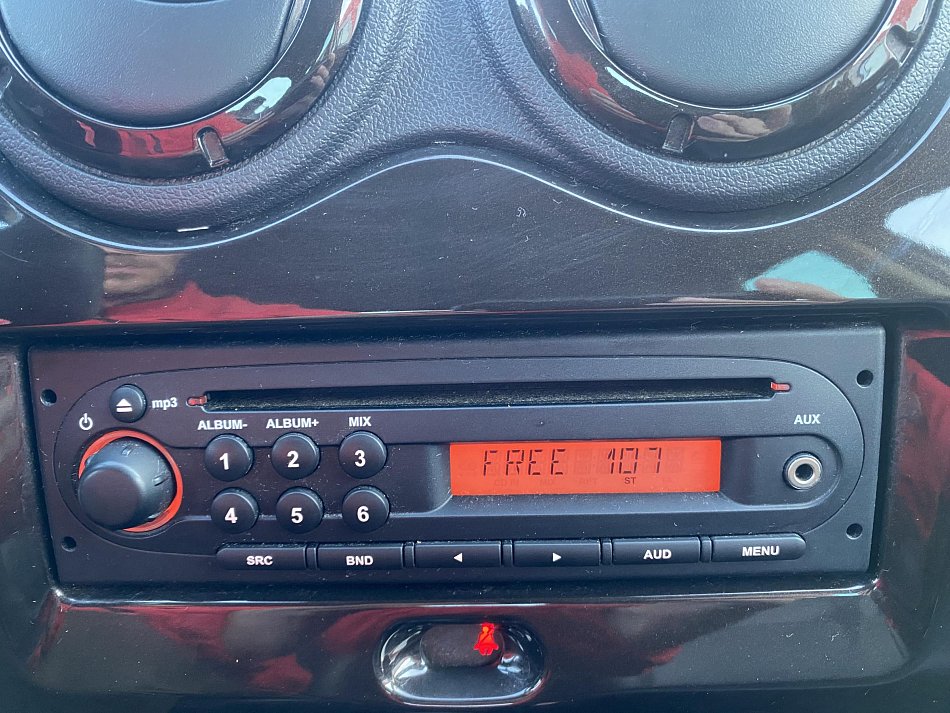 mp3
ALBUM-
ALBUM+
MIX
AUX
1
2
3
FREE 107
ST
4
5
6
SRC
BND
AUD
MENU